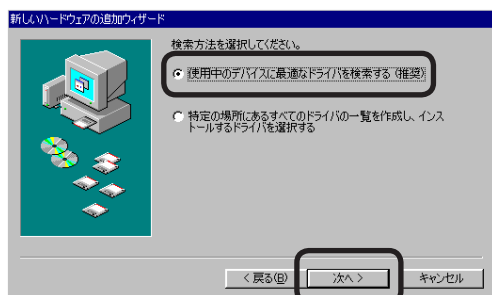 新しいハードウェアの追加ウィザード
検索方法を選択してください。
使用中のデバイスに最適なドライバを検索する（推奨）
特定の場所にあるすべてのドライバの一覧を作成し、インス
トールするドライバを選択する
< 戻る(B)
次へ >
キャンセル